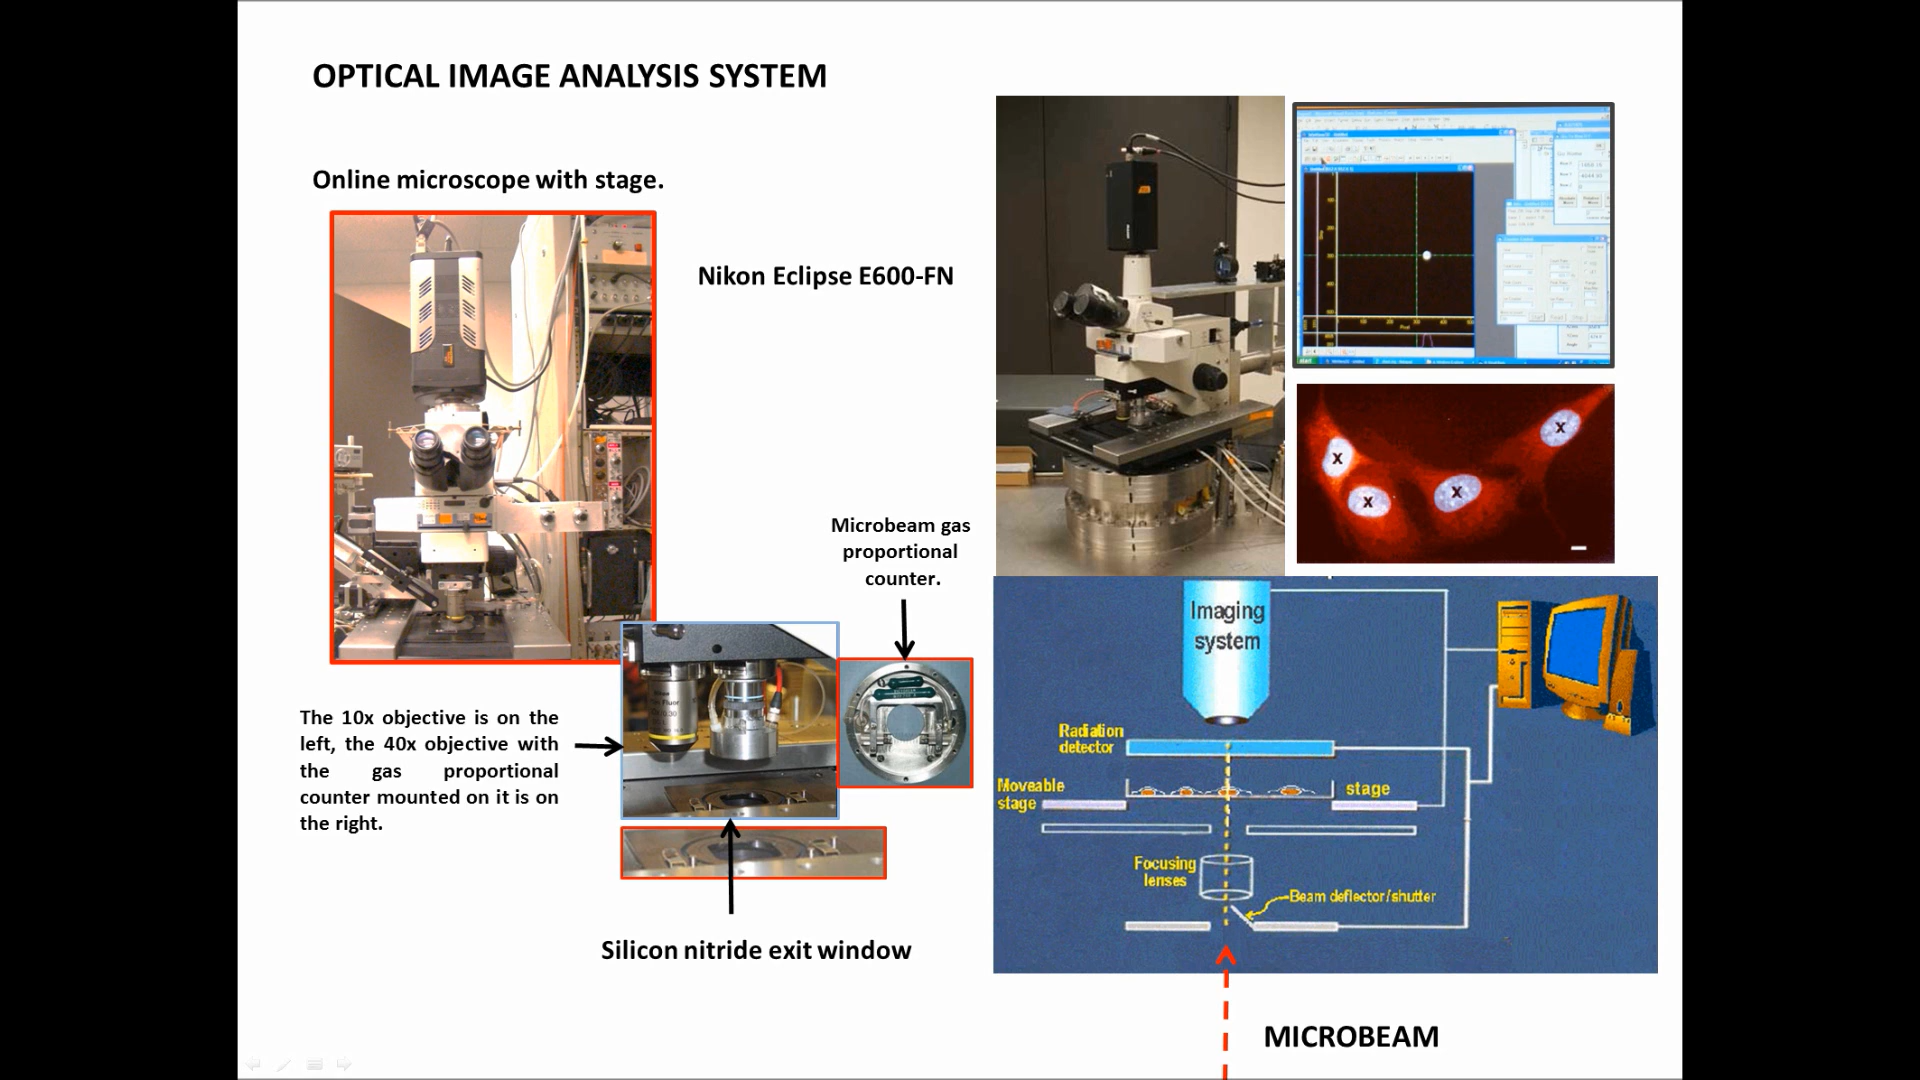 OPTICAL IMAGE ANALYSIS SYSTEM
Online microscope with stage.
Nikon Eclipse E600-FN
Microbeam gas
proportional
counter.
The 10x objective is on the
left, the 40x objective with
the gas proportional
counter mounted on it is on
the right.
Silicon nitride exit window
X
X
X
X
Imaging
system
Radiation
detector
Moveable
stage
stage
Focusing
lenses
Beam deflector/shutter
MICROBEAM